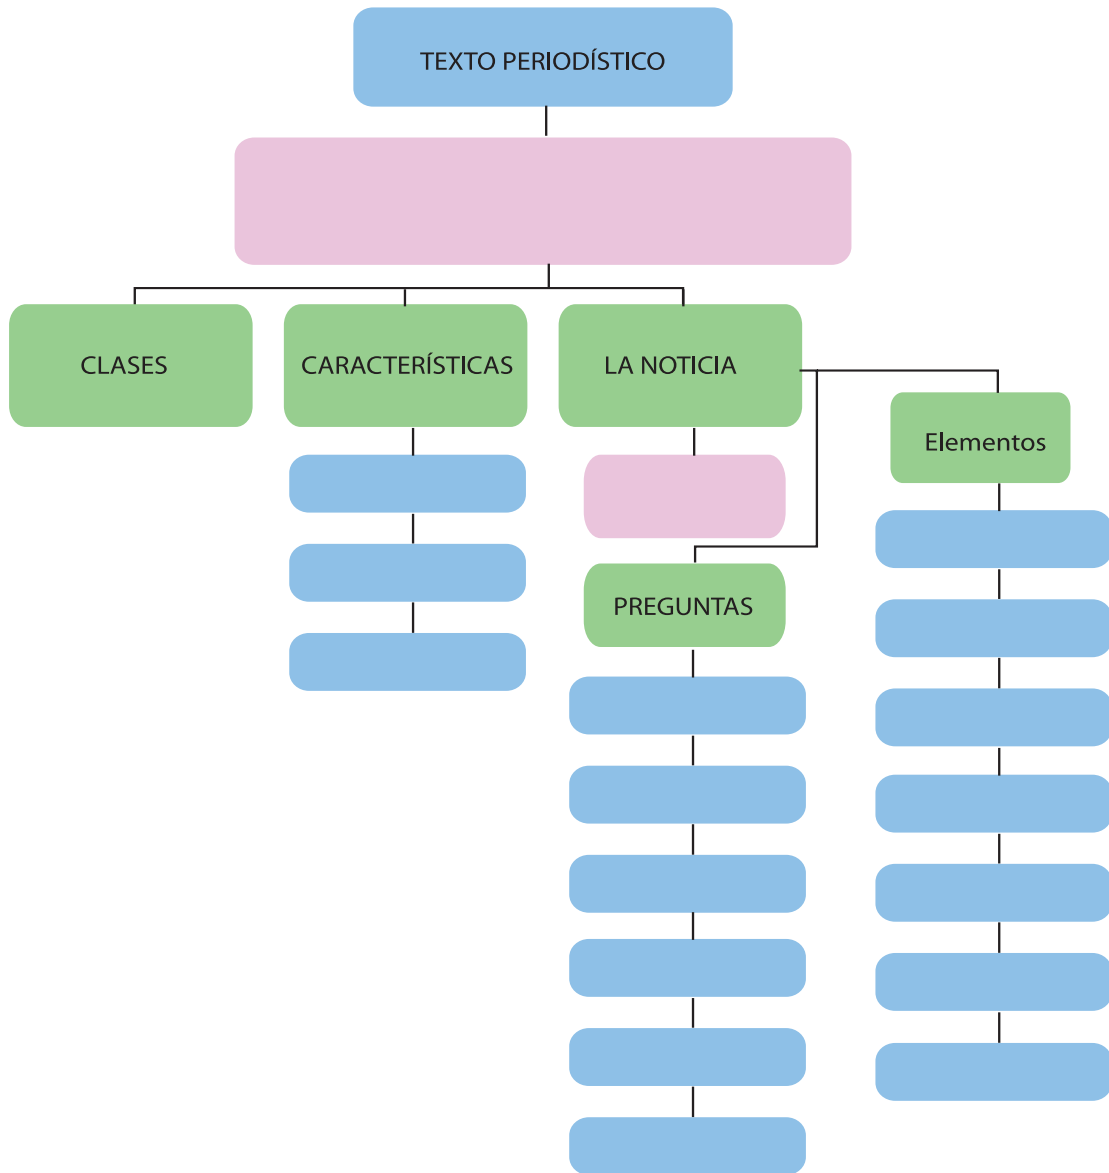 TEXTO PERIODÍSTICO
CLASES
CARACTERÍSTICAS
LA NOTICIA
Elementos
PREGUNTAS